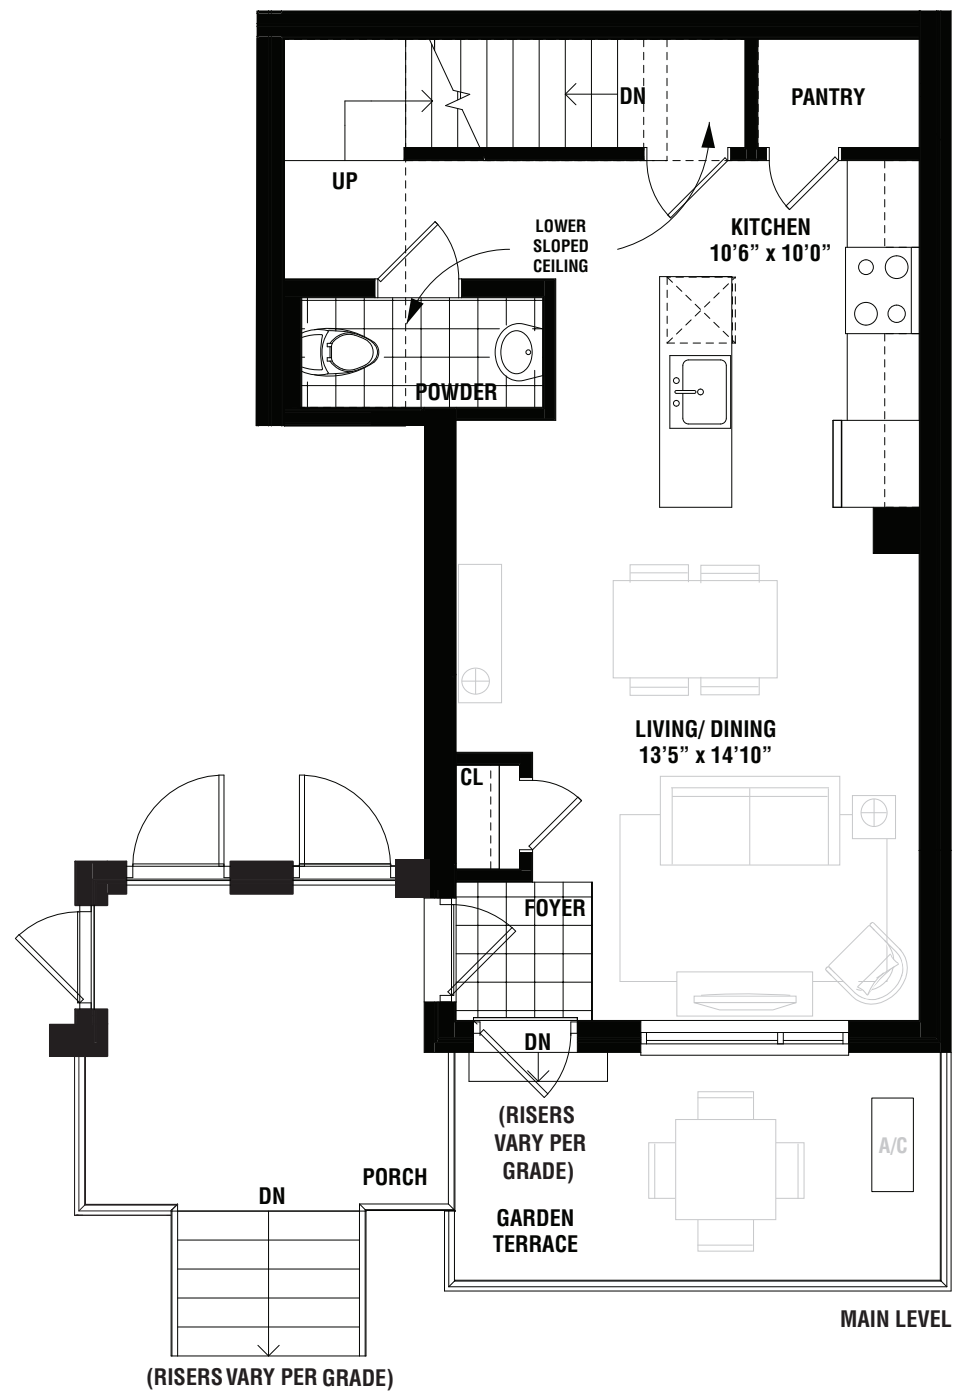 DN
PANTRY
UP
LOWER
SLOPED
CEILING
KITCHEN
10'6” x 10'0”
POWDER
LIVING/ DINING
13'5” x 14'10”
CL
FOYER
DN
(RISERS
VARY PER
GRADE)
A/C
PORCH
DN
GARDEN
TERRACE
MAIN LEVEL
(RISERS VARY PER GRADE)